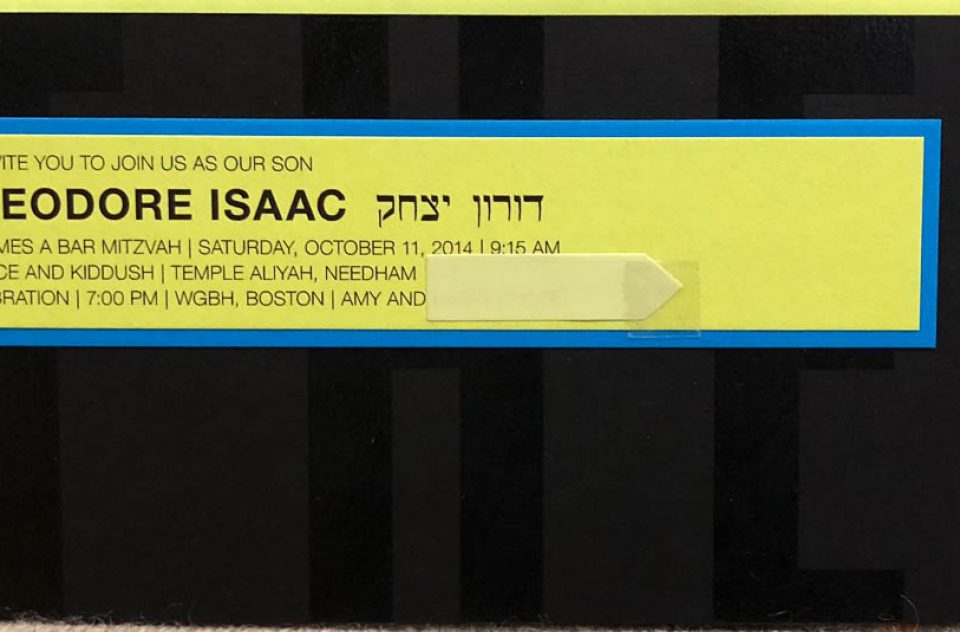 VITE YOU TO JOIN US AS OUR SON
EODORE ISAAC דורון יצחק
MES A BAR MITZVAH | SATURDAY, OCTOBER 11, 2014 | 9:15 AM
CE AND KIDDUSH | TEMPLE ALIYAH, NEEDHAM
BRATION | 7:00 PM | WGBH, BOSTON | AMY AND